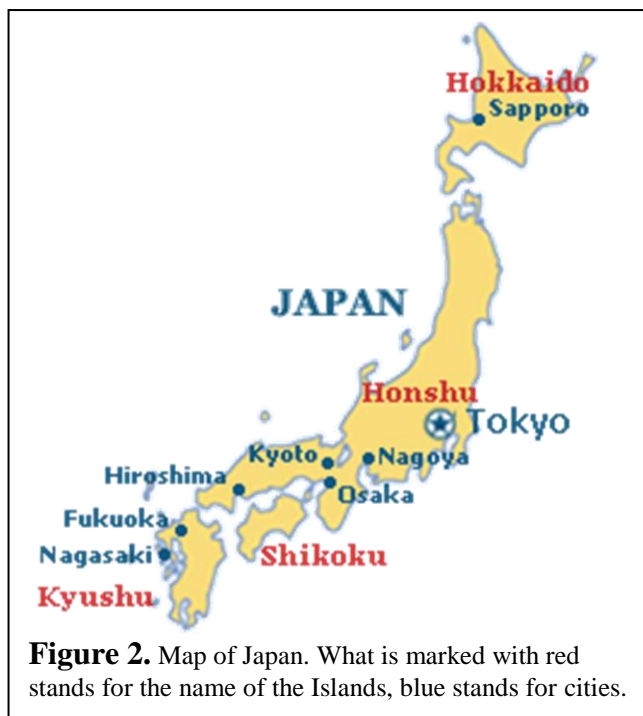 Hokkaido
Sapporo
JAPAN
Honshu
Tokyo
Kyoto
Nagoya
Hiroshima
Osaka
Fukuoka
Shikoku
Nagasaki
Kyushu
Figure 2. Map of Japan. What is marked with red
stands for the name of the Islands, blue stands for cities.